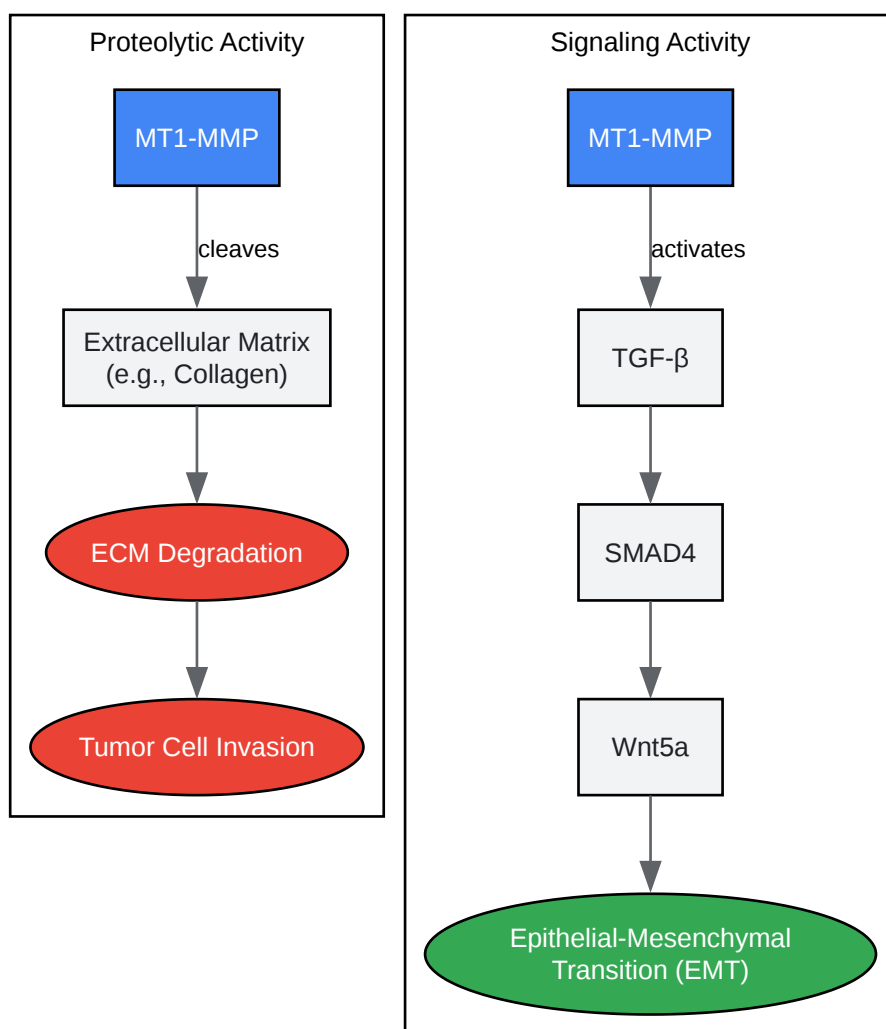 Proteolytic Activity
MT1-MMP
cleaves
Extracellular Matrix
(e.g., Collagen)
ECM Degradation
Tumor Cell Invasion
Signaling Activity
MT1-MMP
activates
TGF-β
SMAD4
Wnt5a
Epithelial-Mesenchymal
Transition (EMT)